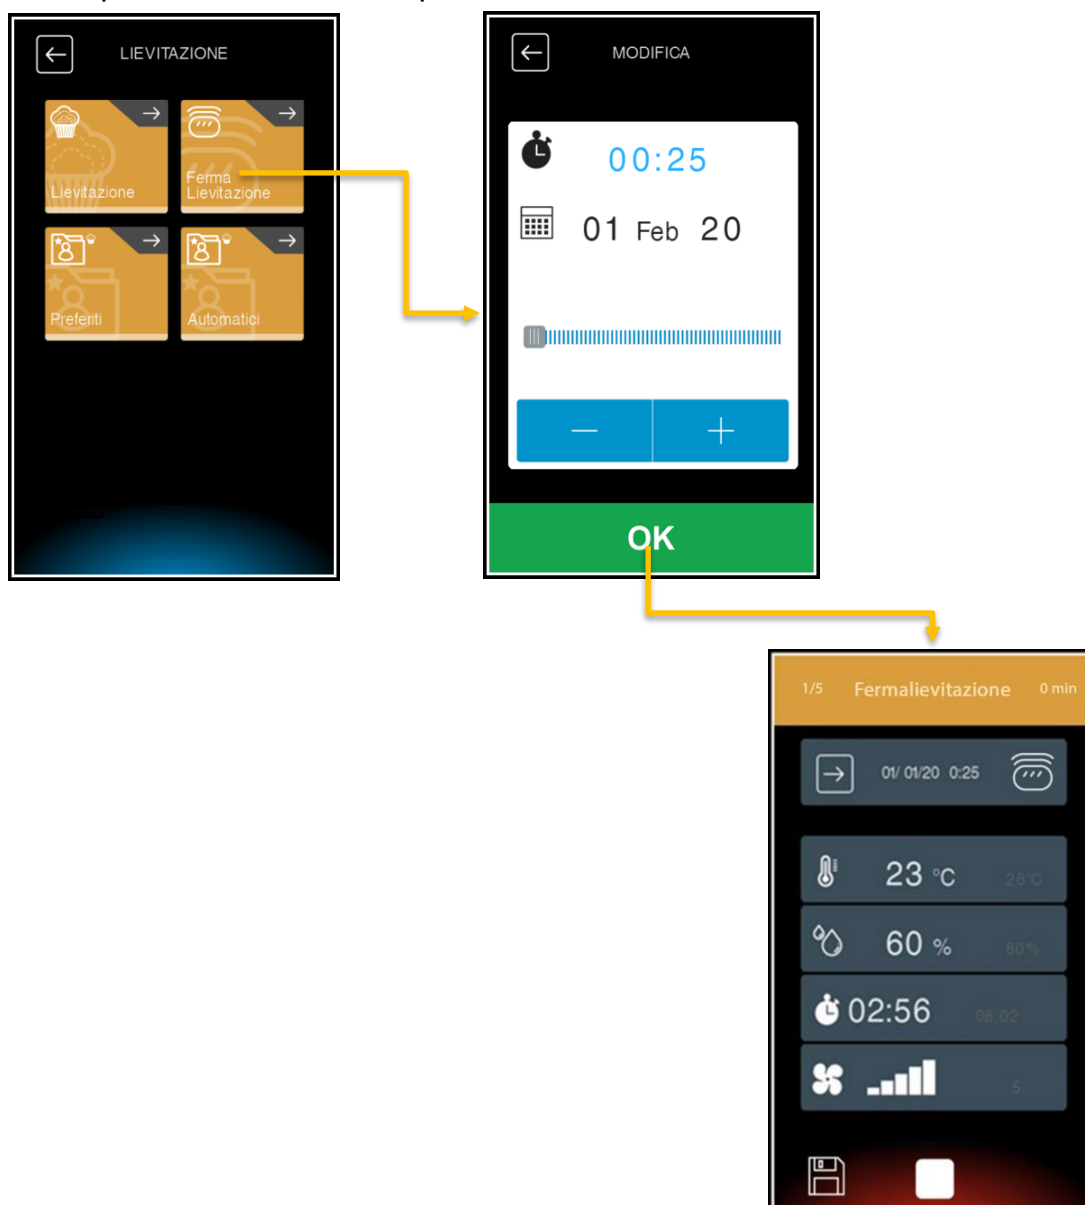 LIEVITAZIONE
Lievitazione
Ferma
Lievitazione
Preferiti
Automatici
MODIFICA
00:25
01 Feb 20
OK
1/5 Fermalievitazione 0 min
01/ 01/20 0:25
23 °C 26°C
60 % 60%
02:56 08:02
5